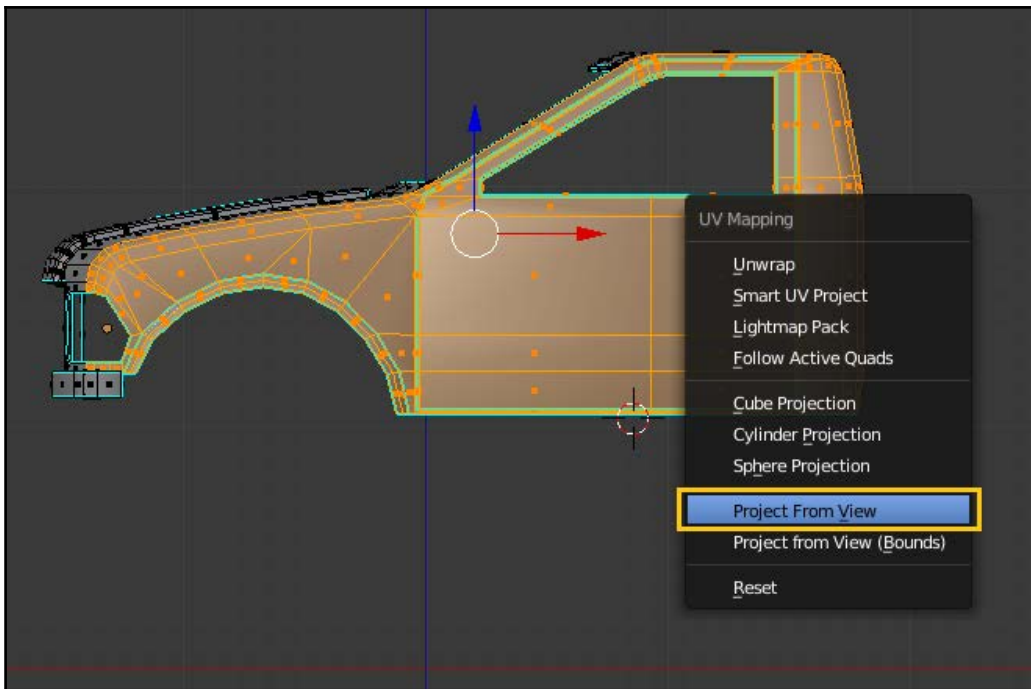 UV Mapping
Unwrap
Smart UV Project
Lightmap Pack
Follow Active Quads
Cube Projection
Cylinder Projection
Sphere Projection
Project From View
Project from View (Bounds)
Reset